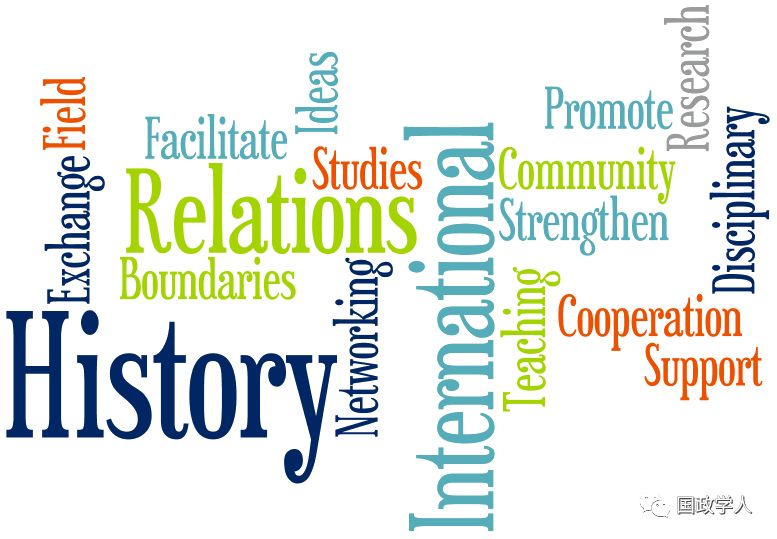 Field
Ideas
Research
Promote
Facilitate
Studies
Community
Relations
Exchange
International
Strengthen
Disciplinary
Boundaries
Networking
Teaching
Cooperation
History
Support
国政学人